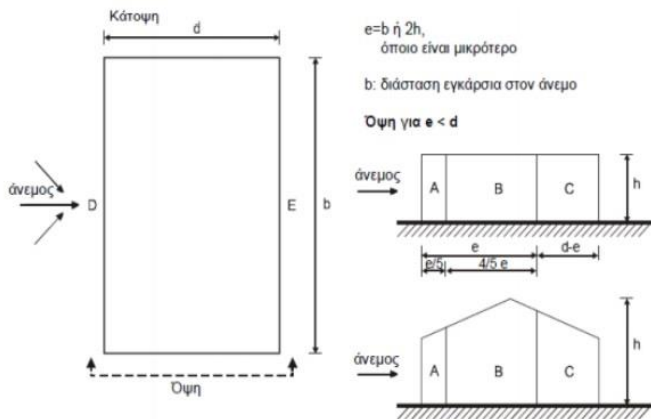 Κάτοψη
d
άνεμος
D
E
b
Όψη
e=b ή 2h,
όποιο είναι μικρότερο
b: διάσταση εγκάρσια στον άνεμο
Όψη για e < d
άνεμος
A
B
C
h
e
d-e
e/5
4/5 e
άνεμος
A
B
C
h